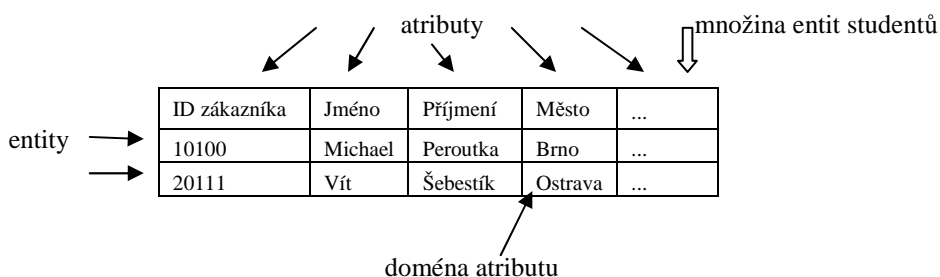 atributy
množina entit studentů
ID zákazníka Jméno Příjmení Město ...
entity
10100 Michael Peroutka Brno ...
20111 Vít Šebestík Ostrava ...
doména atributu